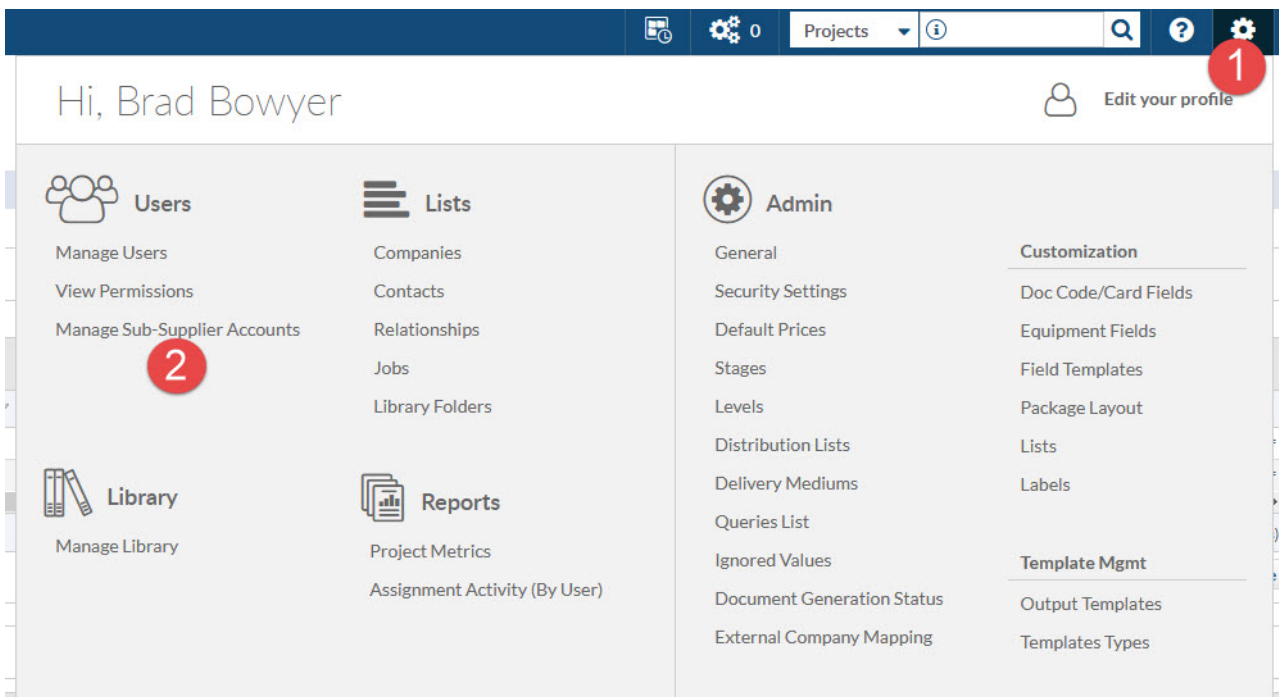 0 Projects
1
Hi, Brad Bowyer
Edit your profile
Users
Manage Users
View Permissions
Manage Sub-Supplier Accounts
2
Lists
Companies
Contacts
Relationships
Jobs
Library Folders
Library
Manage Library
Reports
Project Metrics
Assignment Activity (By User)
Admin
General
Security Settings
Default Prices
Stages
Levels
Distribution Lists
Delivery Mediums
Queries List
Ignored Values
Document Generation Status
External Company Mapping
Customization
Doc Code/Card Fields
Equipment Fields
Field Templates
Package Layout
Lists
Labels
Template Mgmt
Output Templates
Templates Types